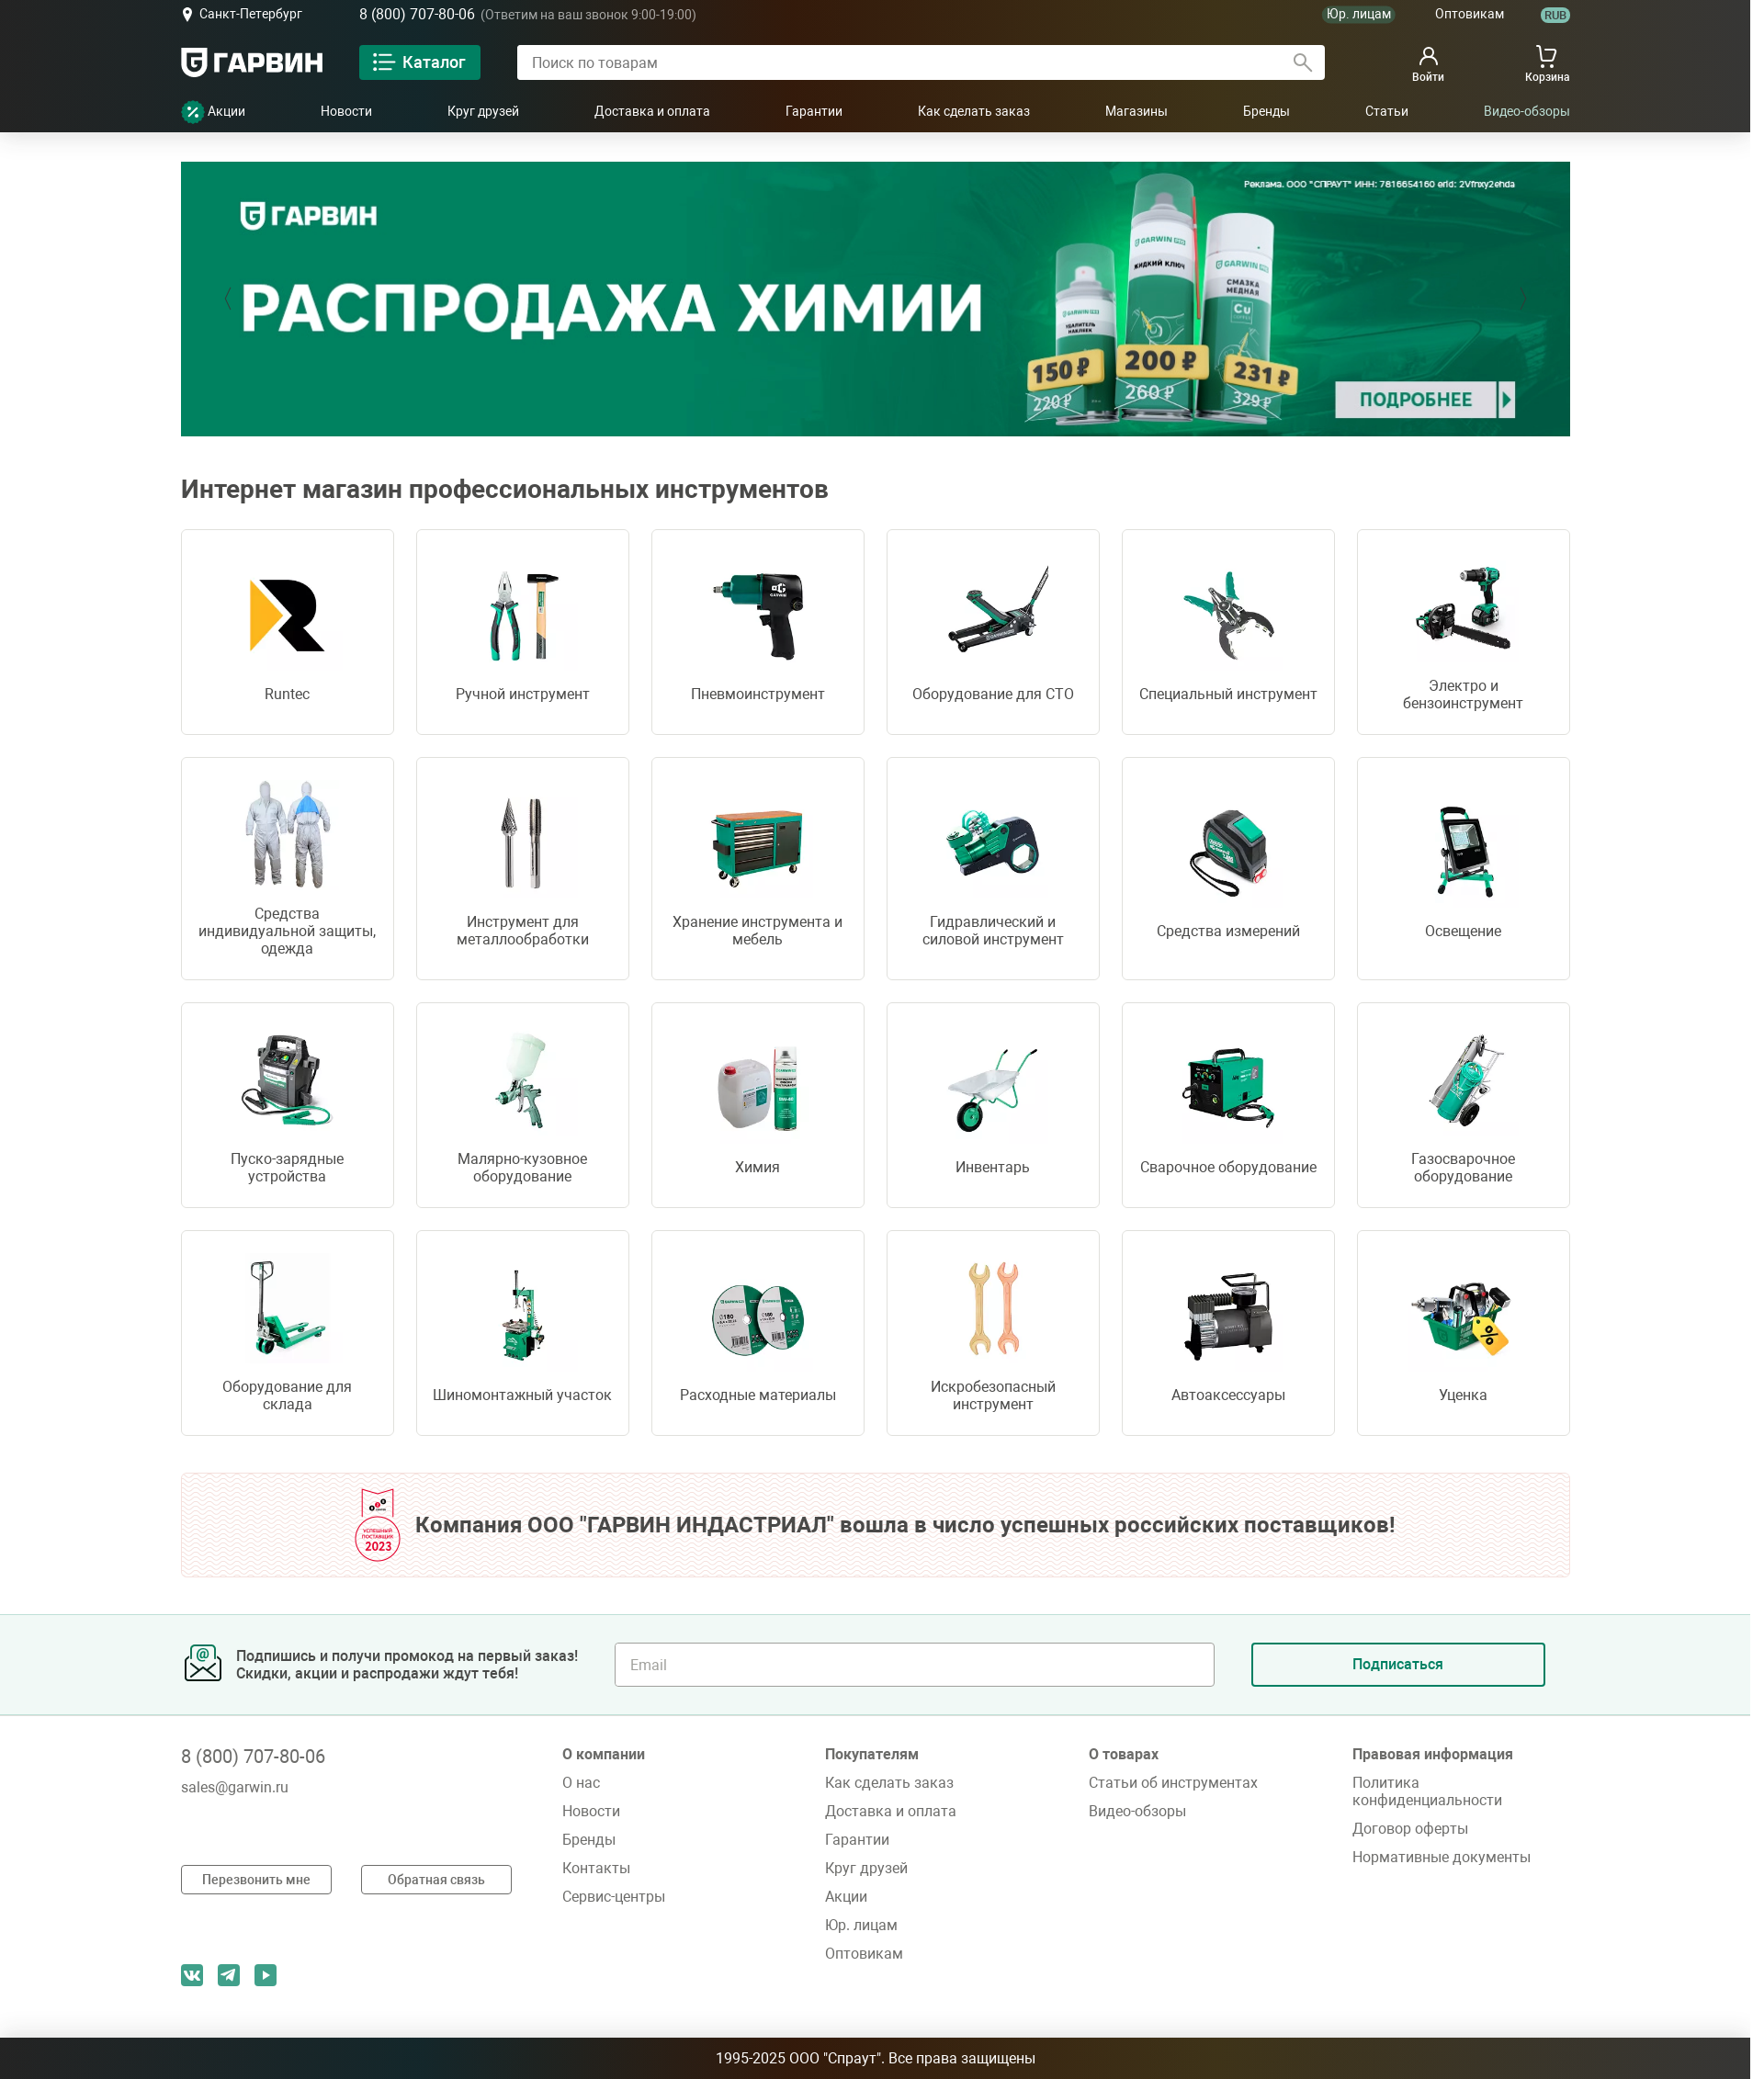 Санкт-Петербург
8 (800) 707-80-06 (Ответим на ваш звонок 9:00-19:00)
Юр. лицам
Оптовикам
RUB
ГАРВИН
Каталог
Поиск по товарам
Войти
Корзина
Акции
Новости
Круг друзей
Доставка и оплата
Гарантии
Как сделать заказ
Магазины
Бренды
Статьи
Видео-обзоры
Реклама. ООО "СПРАУТ" ИНН: 7816654160 erid: 2Vfnxy2ehda
ГАРВИН
РАСПРОДАЖА ХИМИИ
GARWIN
ЖИДКИЙ КЛЮЧ
GARWIN
СМАЗКА
МЕДНАЯ
Cu
GARWIN
УДАЛИТЕЛЬ
НАКЛЕЕК
150 ₽
220 ₽
200 ₽
260 ₽
231 ₽
329 ₽
ПОДРОБНЕЕ
Интернет магазин профессиональных инструментов
Runtec
Ручной инструмент
Пневмоинструмент
Оборудование для СТО
Специальный инструмент
Электро и
бензоинструмент
Средства
индивидуальной защиты,
одежда
Инструмент для
металлообработки
Хранение инструмента и
мебель
Гидравлический и
силовой инструмент
Средства измерений
Освещение
Пуско-зарядные
устройства
Малярно-кузовное
оборудование
Химия
Инвентарь
Сварочное оборудование
Газосварочное
оборудование
Оборудование для
склада
Шиномонтажный участок
Расходные материалы
Искробезопасный
инструмент
Автоаксессуары
Уценка
УСПЕШНЫЙ
ПОСТАВЩИК
2023
Компания ООО "ГАРВИН ИНДАСТРИАЛ" вошла в число успешных российских поставщиков!
Подпишись и получи промокод на первый заказ!
Скидки, акции и распродажи ждут тебя!
Email
Подписаться
8 (800) 707-80-06
sales@garwin.ru
Перезвонить мне
Обратная связь
О компании
О нас
Новости
Бренды
Контакты
Сервис-центры
Покупателям
Как сделать заказ
Доставка и оплата
Гарантии
Круг друзей
Акции
Юр. лицам
Оптовикам
О товарах
Статьи об инструментах
Видео-обзоры
Правовая информация
Политика
конфиденциальности
Договор оферты
Нормативные документы
1995-2025 ООО "Спраут". Все права защищены